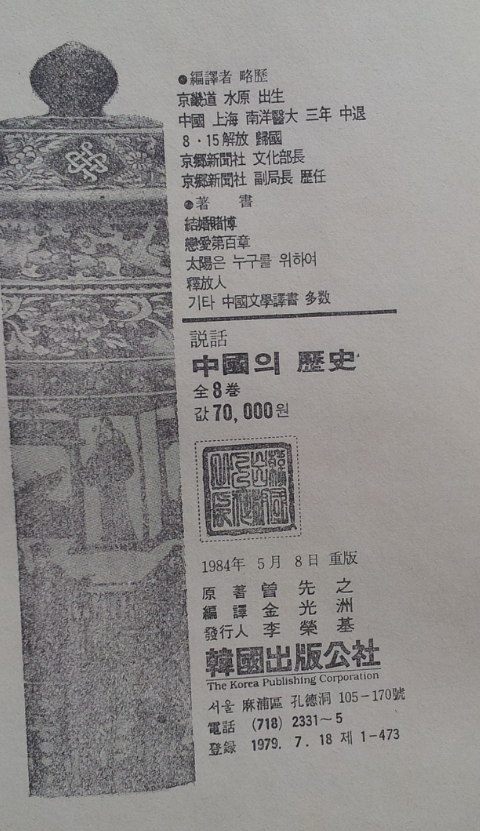 ●編譯者 略歷
京畿道 水原 出生
中國 上海 南洋醫大 三年 中退
8·15解放 歸國
京鄕新聞社 文化部長
京鄕新聞社 副局長 歷任
●著 書
結婚賭博
戀愛第百章
太陽은 누구를 위하여
釋放人
기타 中國文學譯書 多数
説話
中國의 歷史
全8巻
값 70,000원
1984年 5月 8日 重版
原著 曾先之
編譯 金光洲
發行人 李榮基
韓國出版公社
The Korea Publishing Corporation
서울 麻浦區 孔德洞 105-170號
電話 (718) 2331~5
登錄 1979. 7. 18 제 1-473